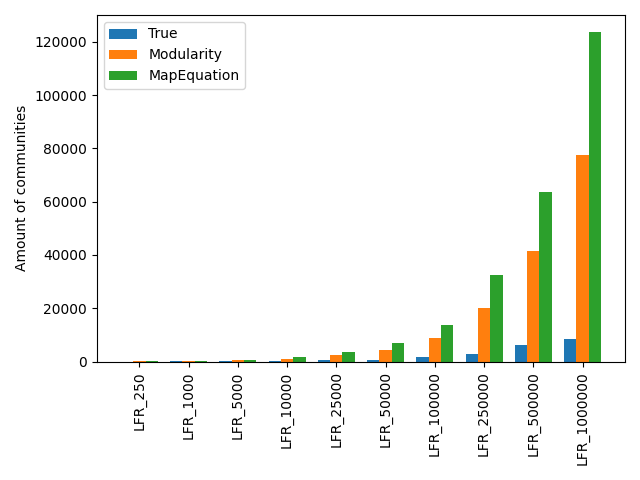 True
Modularity
MapEquation
Amount of communities
120000
100000
80000
60000
40000
20000
0
LFR_250
LFR_1000
LFR_5000
LFR_10000
LFR_25000
LFR_50000
LFR_100000
LFR_250000
LFR_500000
LFR_1000000